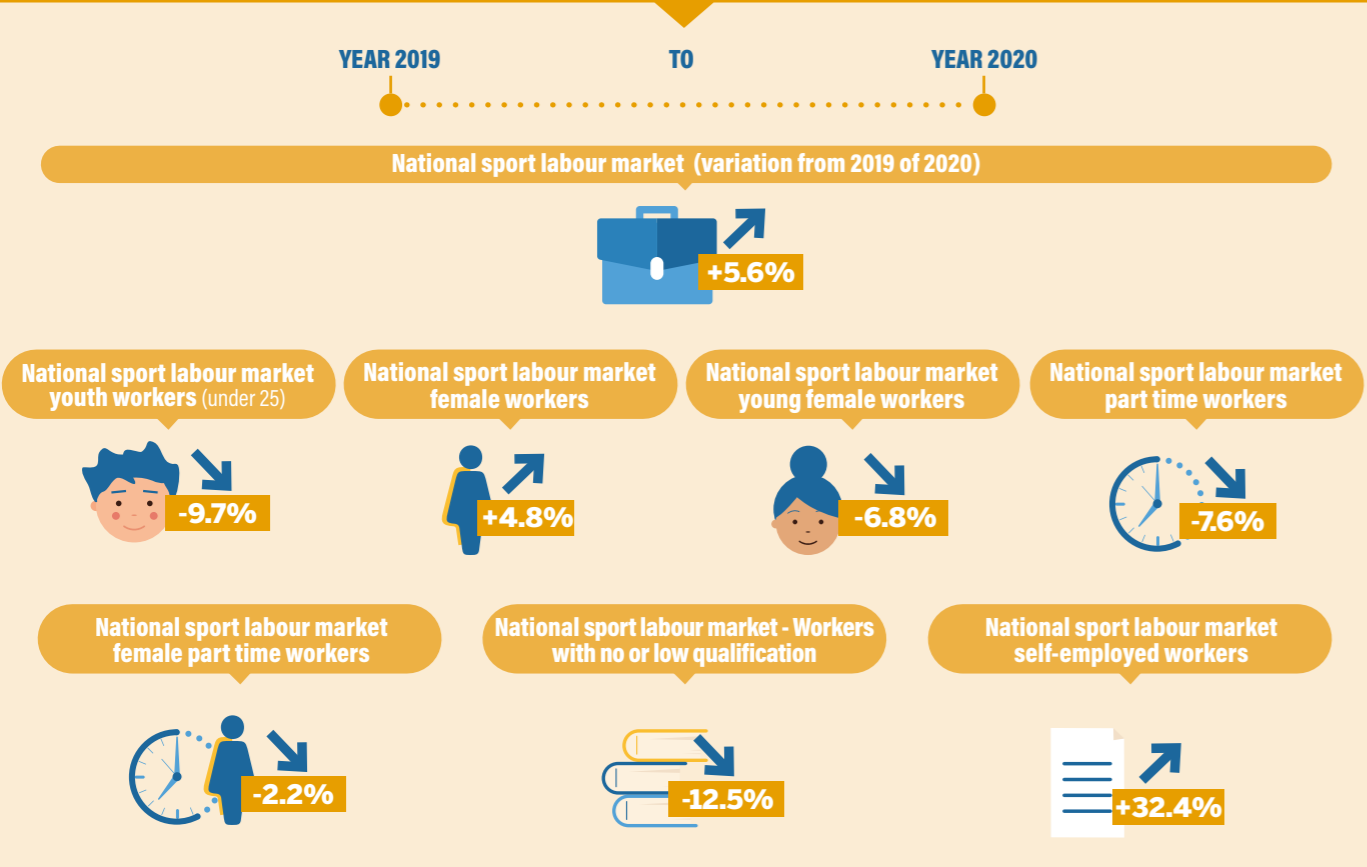 YEAR 2019 TO YEAR 2020
National sport labour market (variation from 2019 of 2020)
+5.6%
National sport labour market
youth workers (under 25)
-9.7%
National sport labour market
female workers
+4.8%
National sport labour market
young female workers
-6.8%
National sport labour market
part time workers
-7.6%
National sport labour market
female part time workers
-2.2%
National sport labour market - Workers
with no or low qualification
-12.5%
National sport labour market
self-employed workers
+32.4%